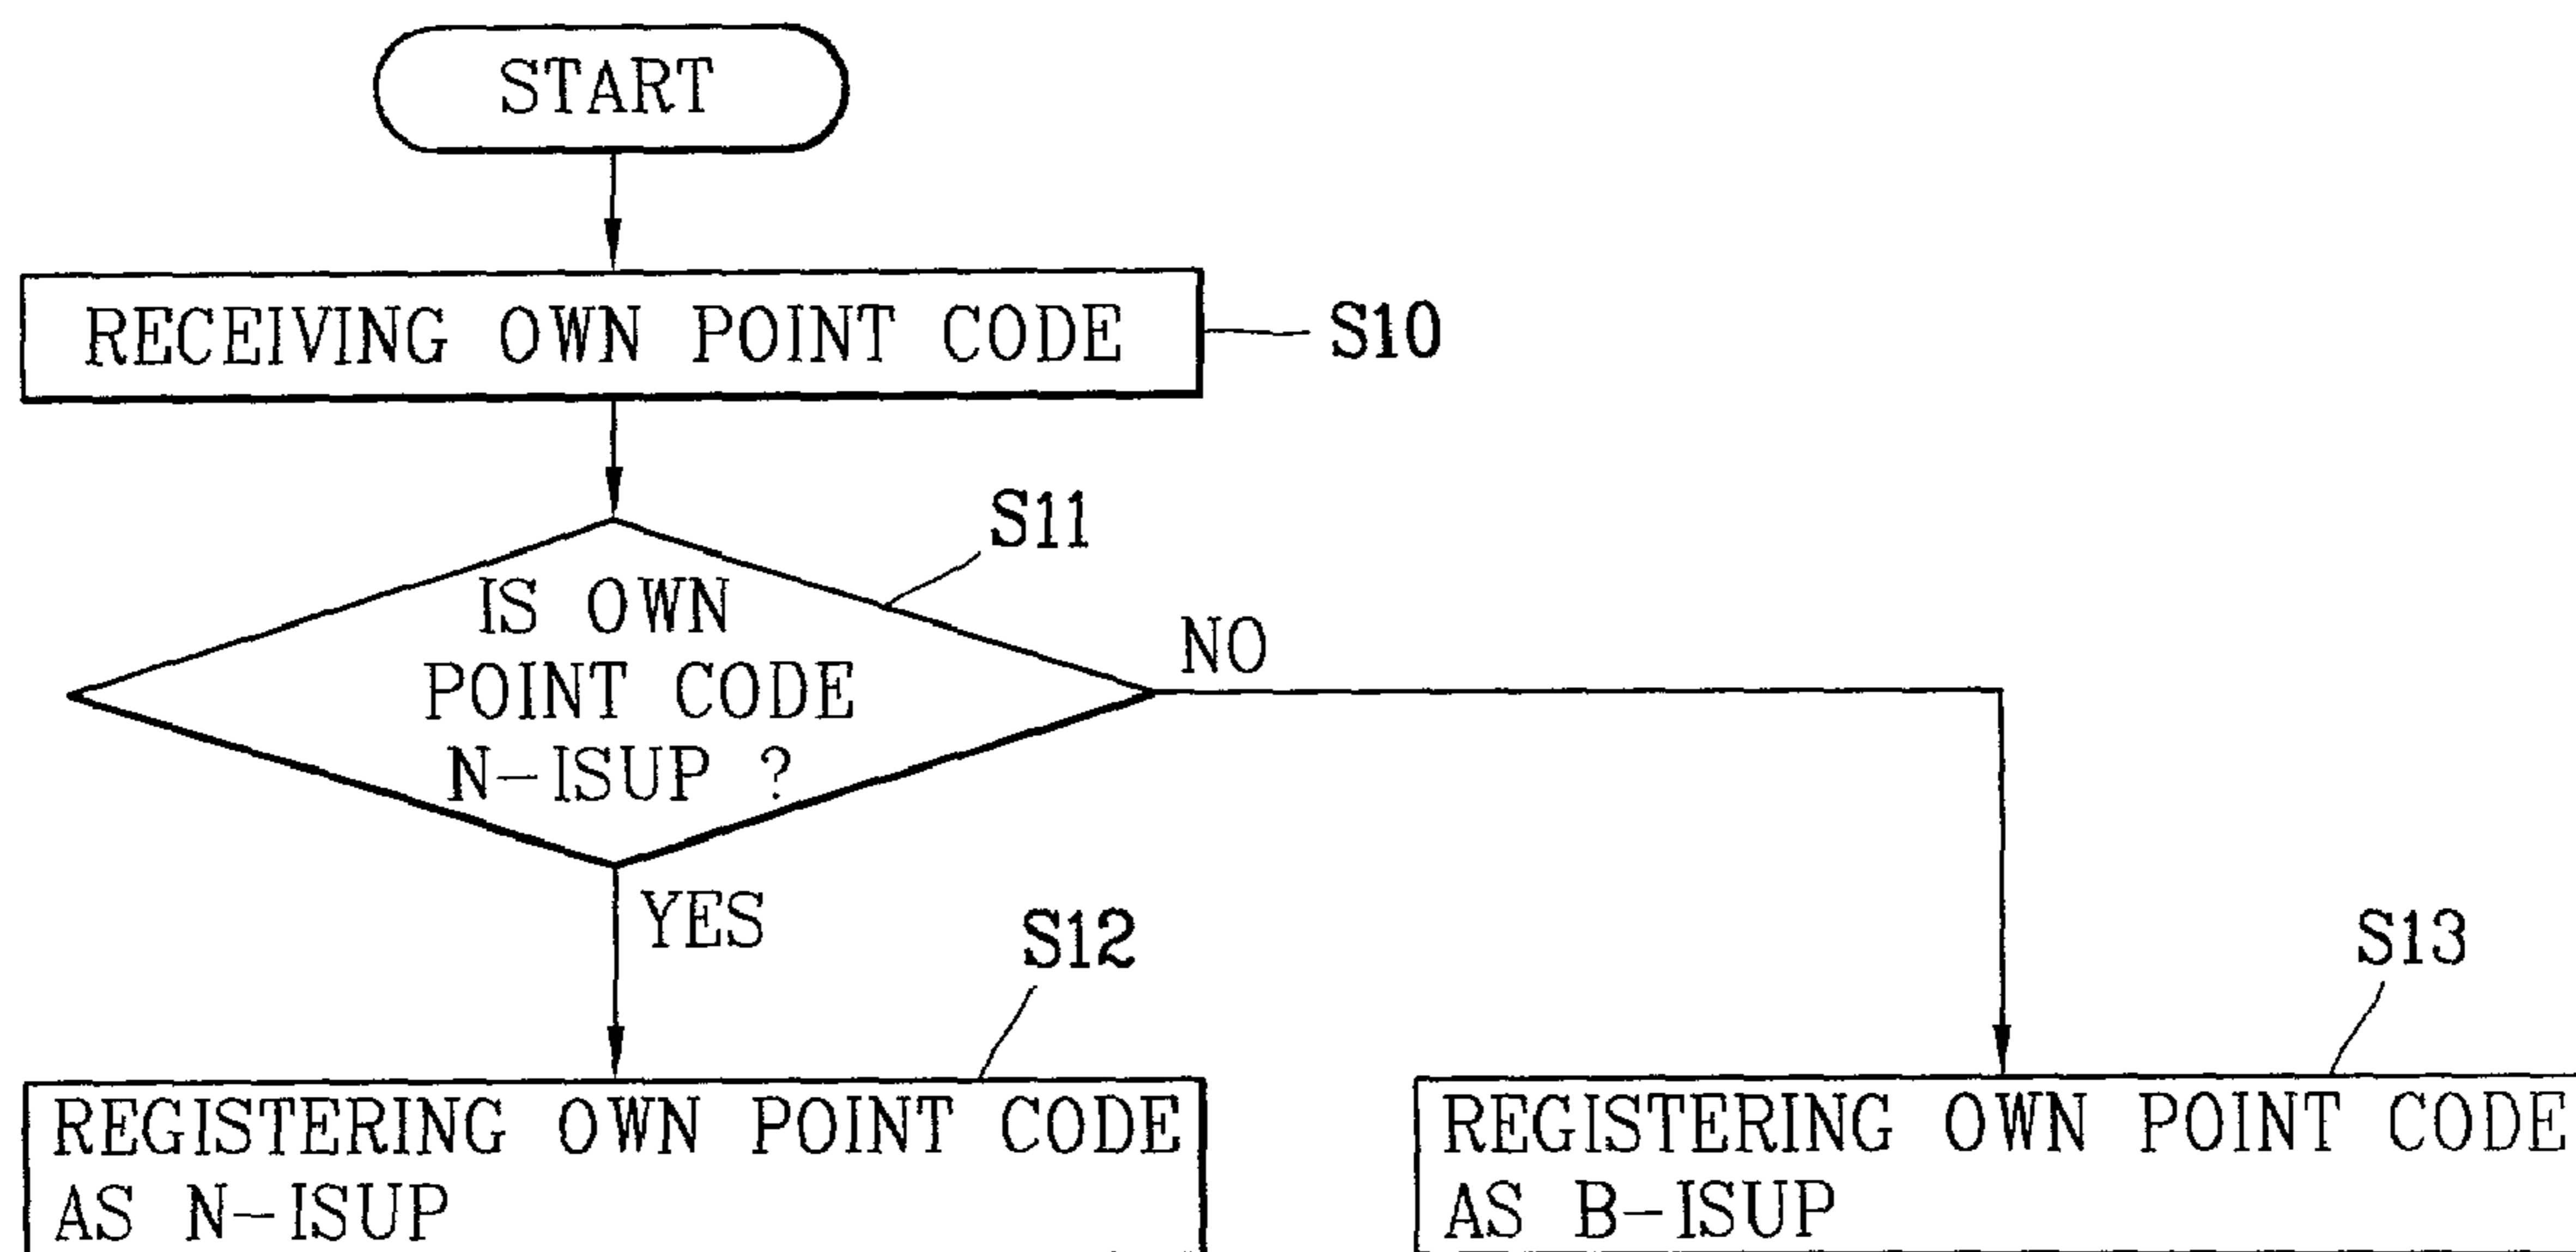 START
RECEIVING OWN POINT CODE
S10
S11
IS OWN
POINT CODE
N-ISUP ?
NO
YES
S12
S13
REGISTERING OWN POINT CODE
AS N-ISUP
REGISTERING OWN POINT CODE
AS B-ISUP